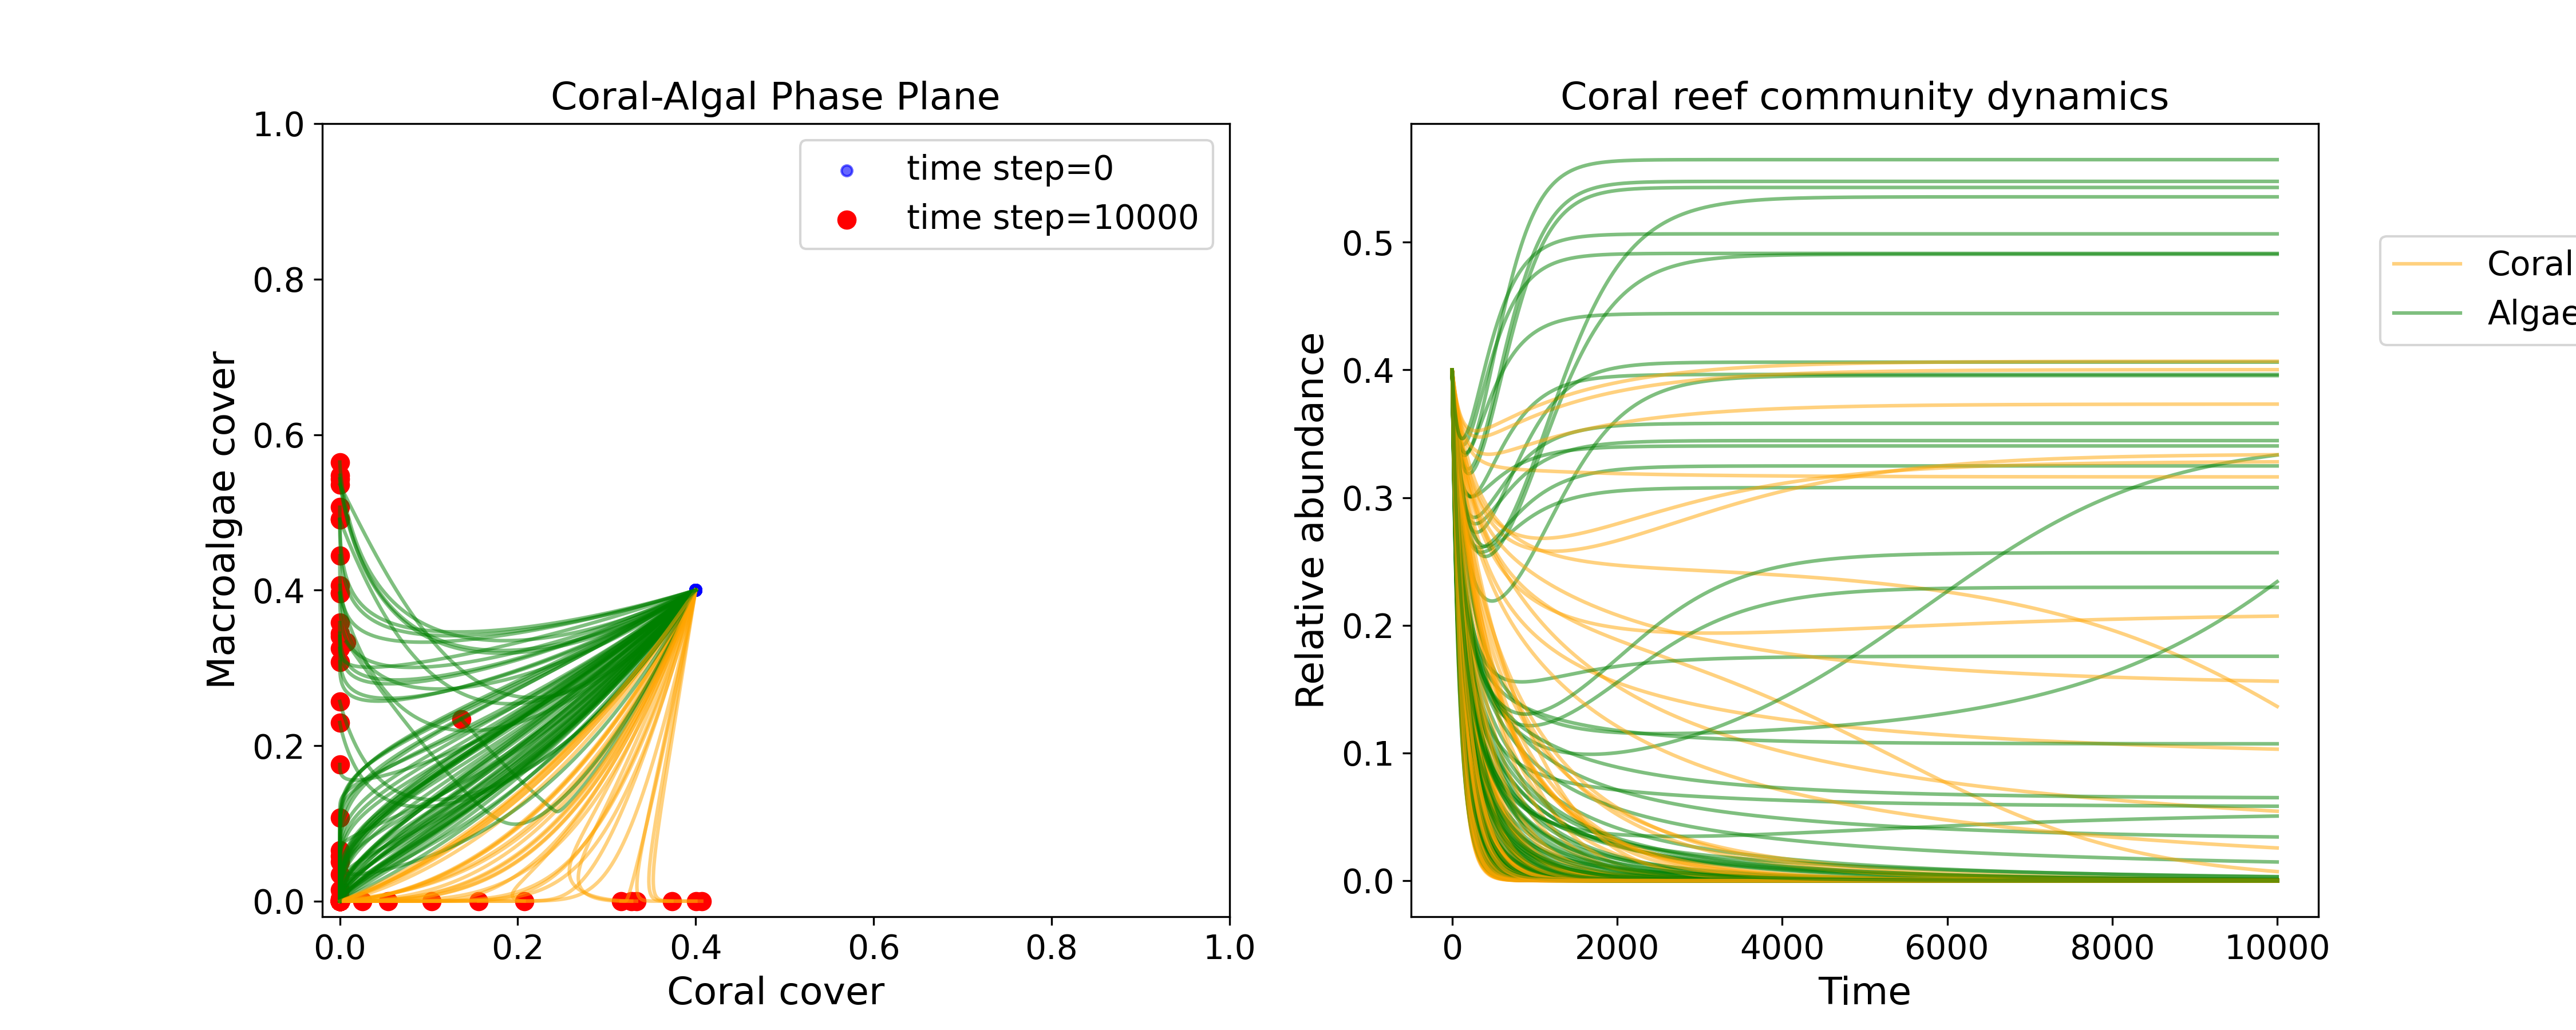 Coral-Algal Phase Plane
1.0
0.8
0.6
0.4
0.2
0.0
Macroalgae cover
time step=0
time step=10000
0.0 0.2 0.4 0.6 0.8 1.0
Coral cover
Coral reef community dynamics
0.5
0.4
0.3
0.2
0.1
0.0
Relative abundance
0 2000 4000 6000 8000 10000
Time
Coral
Algae